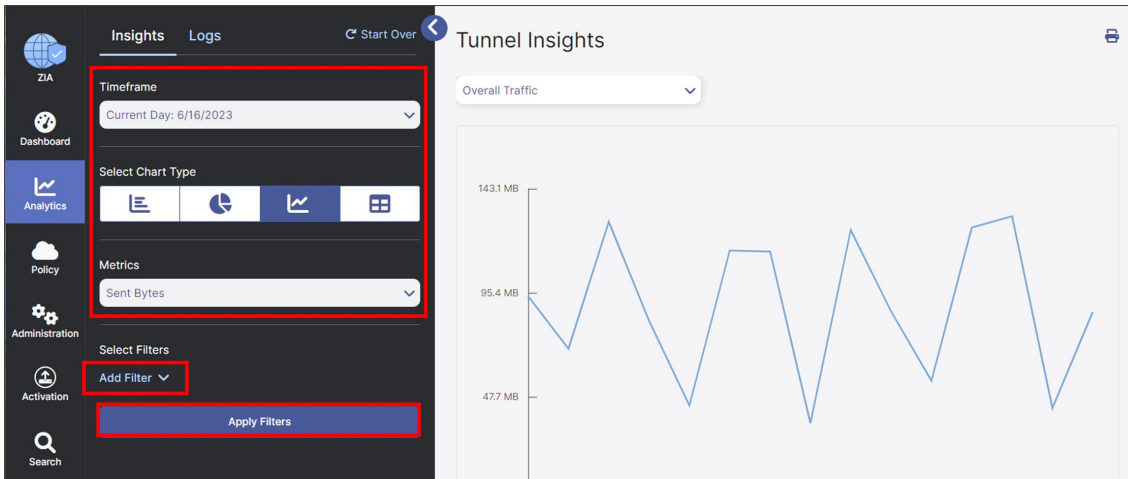 ZIA
Dashboard
Analytics
Policy
Administration
Activation
Search
Insights Logs Start Over
Timeframe
Current Day: 6/16/2023
Select Chart Type
Metrics
Sent Bytes
Select Filters
Add Filter
Apply Filters
Tunnel Insights
Overall Traffic
143.1 MB
95.4 MB
47.7 MB